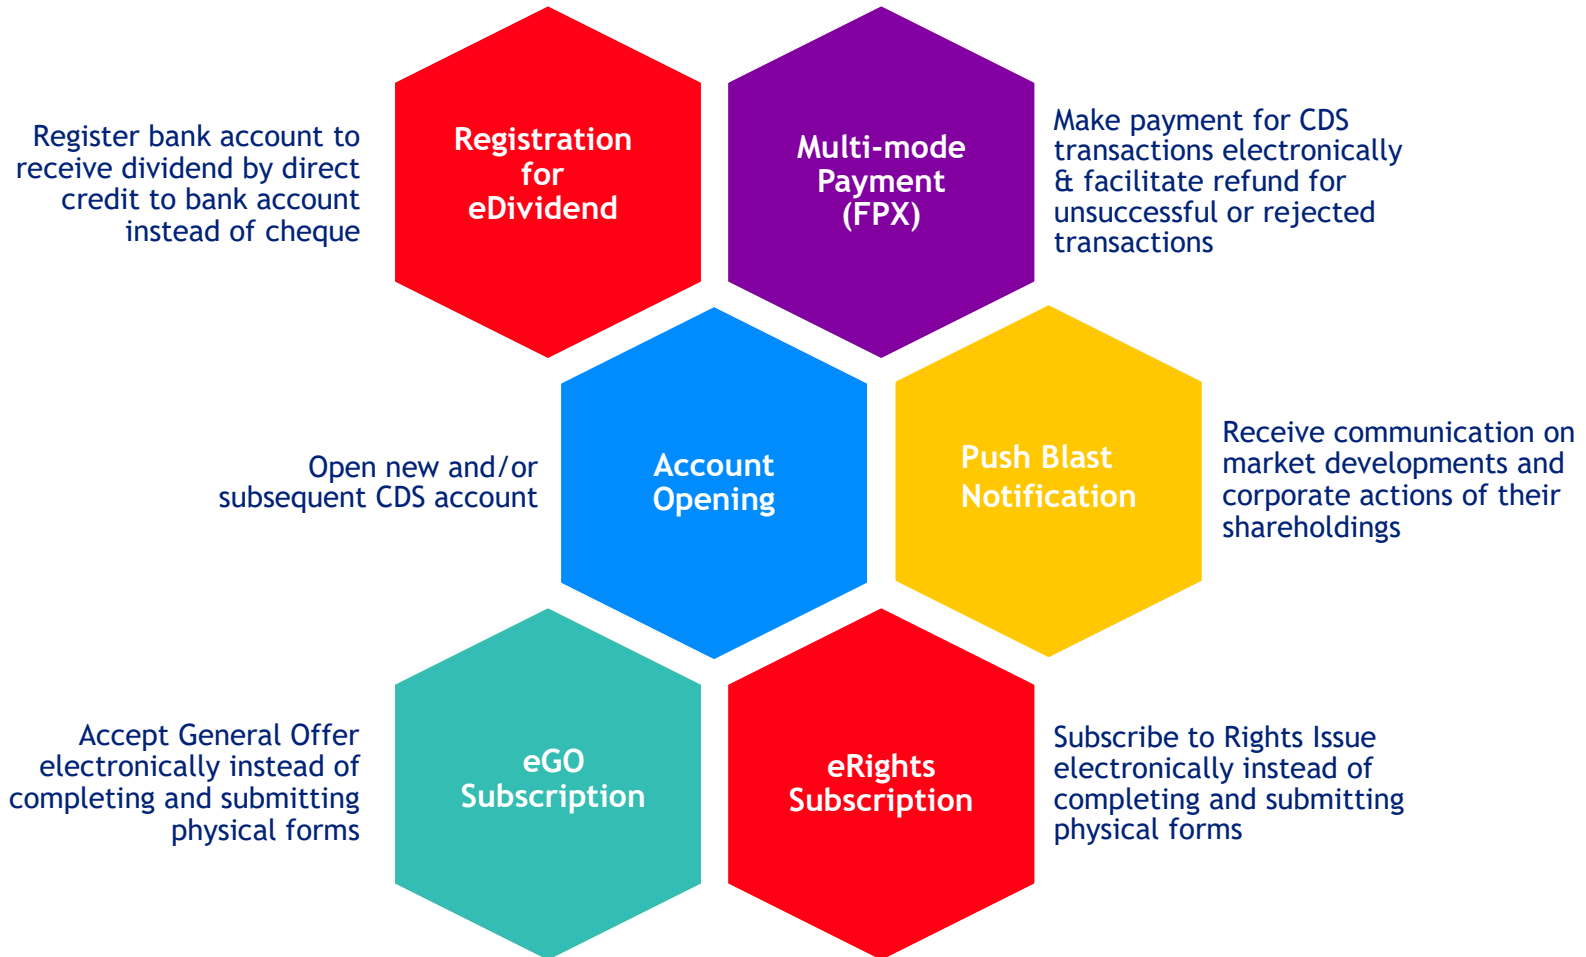 Register bank account to
receive dividend by direct
credit to bank account
instead of cheque
Registration
for
eDividend
Multi-mode
Payment
(FPX)
Make payment for CDS
transactions electronically
& facilitate refund for
unsuccessful or rejected
transactions
Open new and/or
subsequent CDS account
Account
Opening
Push Blast
Notification
Receive communication on
market developments and
corporate actions of their
shareholdings
Accept General Offer
electronically instead of
completing and submitting
physical forms
eGO
Subscription
eRights
Subscription
Subscribe to Rights Issue
electronically instead of
completing and submitting
physical forms